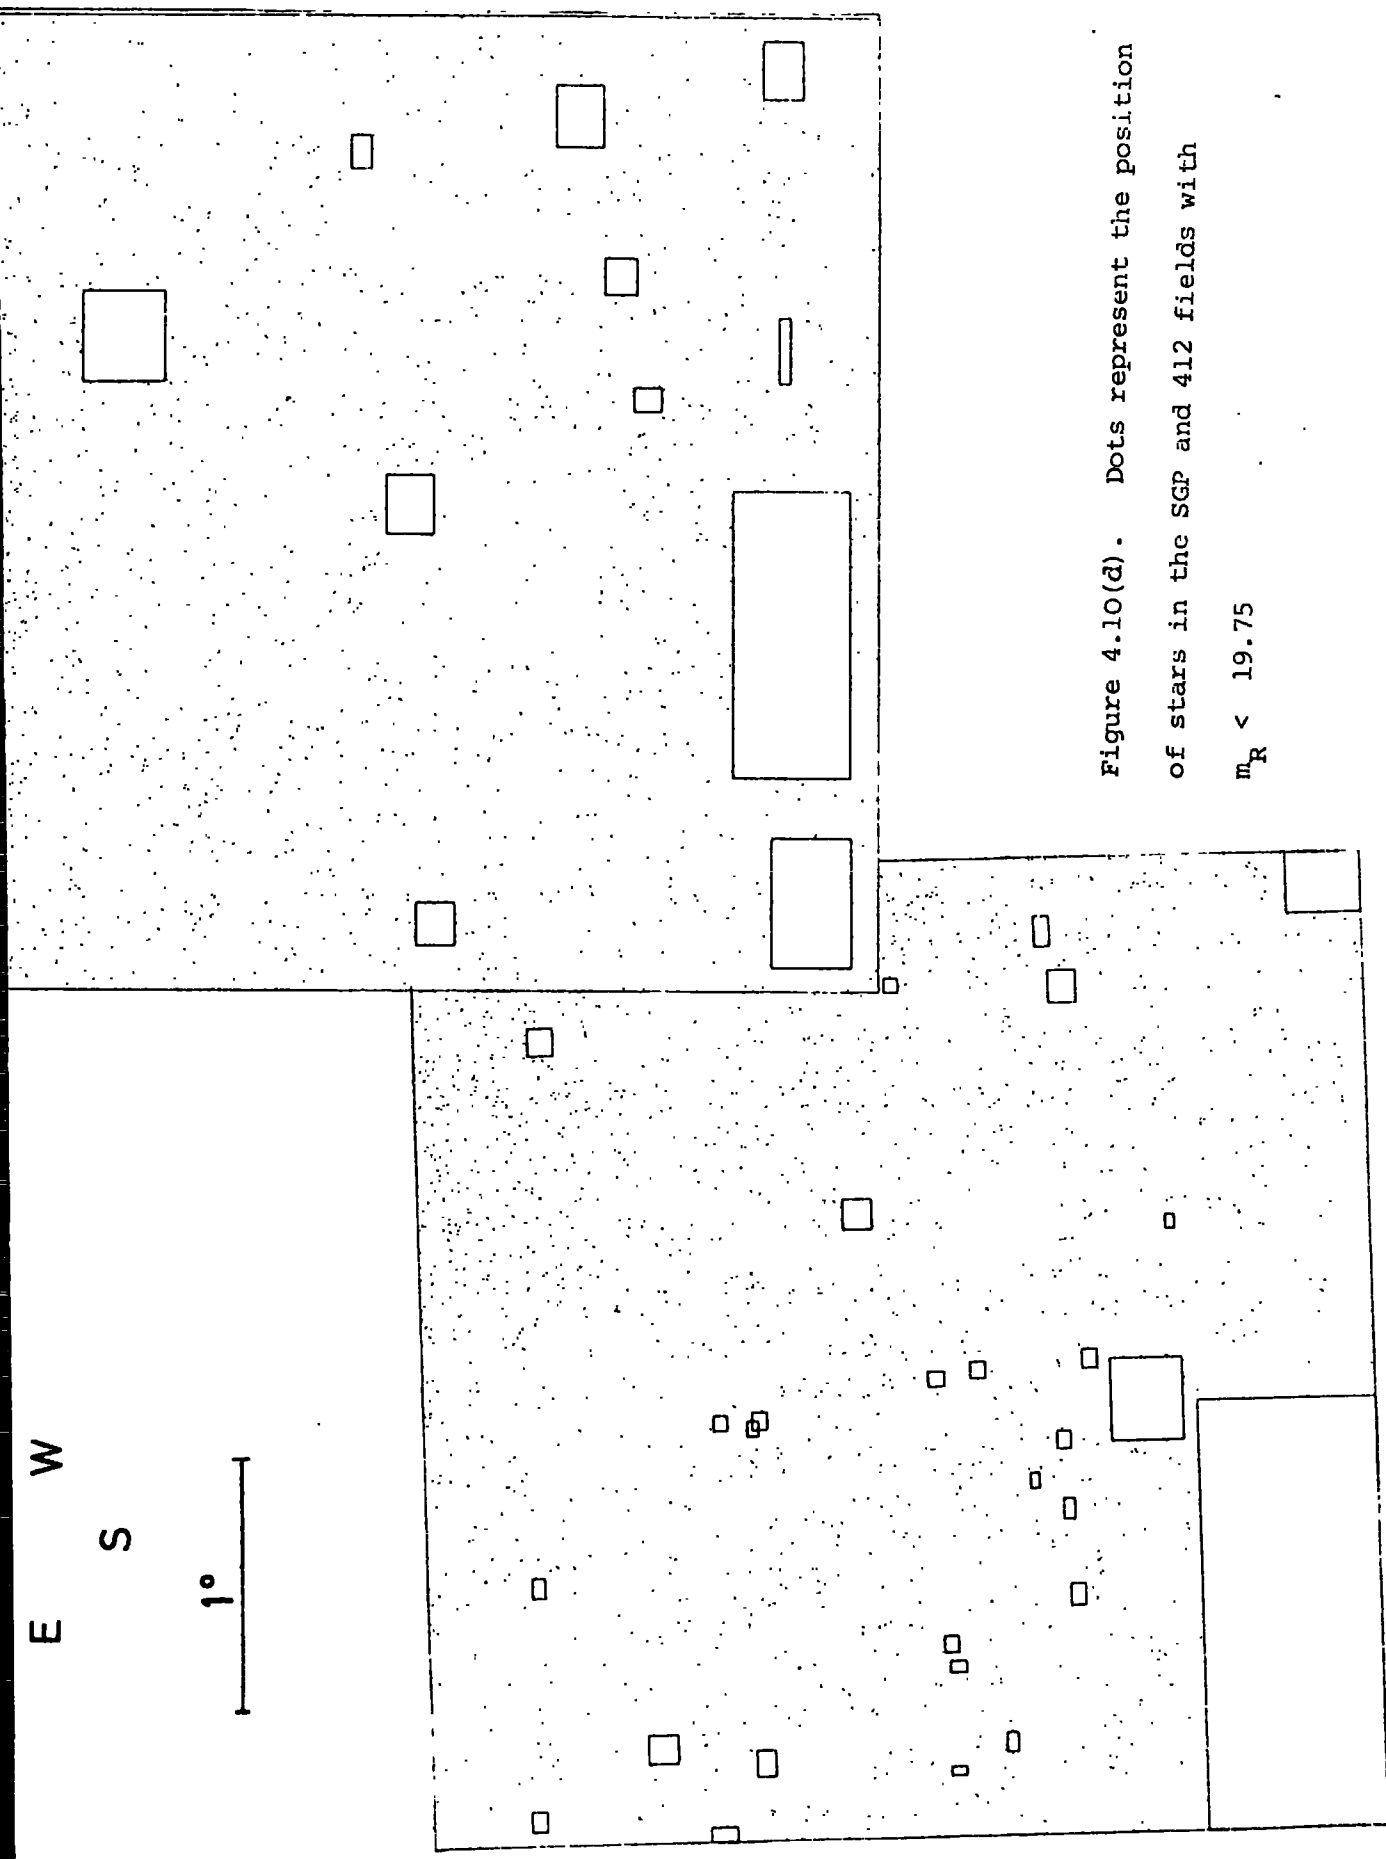 E W
S
1°
Figure 4.10(d). Dots represent the position
of stars in the SGP and 412 fields with
m_R < 19.75